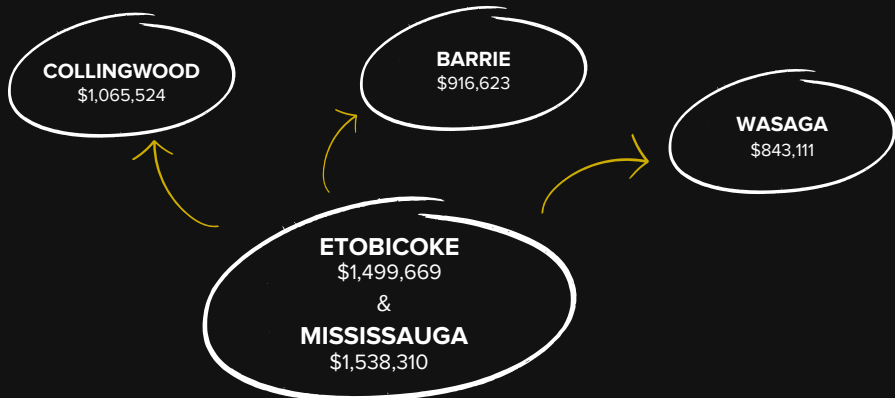 COLLINGWOOD
$1,065,524
BARRIE
$916,623
WASAGA
$843,111
ETOBICOKE
$1,499,669
&
MISSISSAUGA
$1,538,310